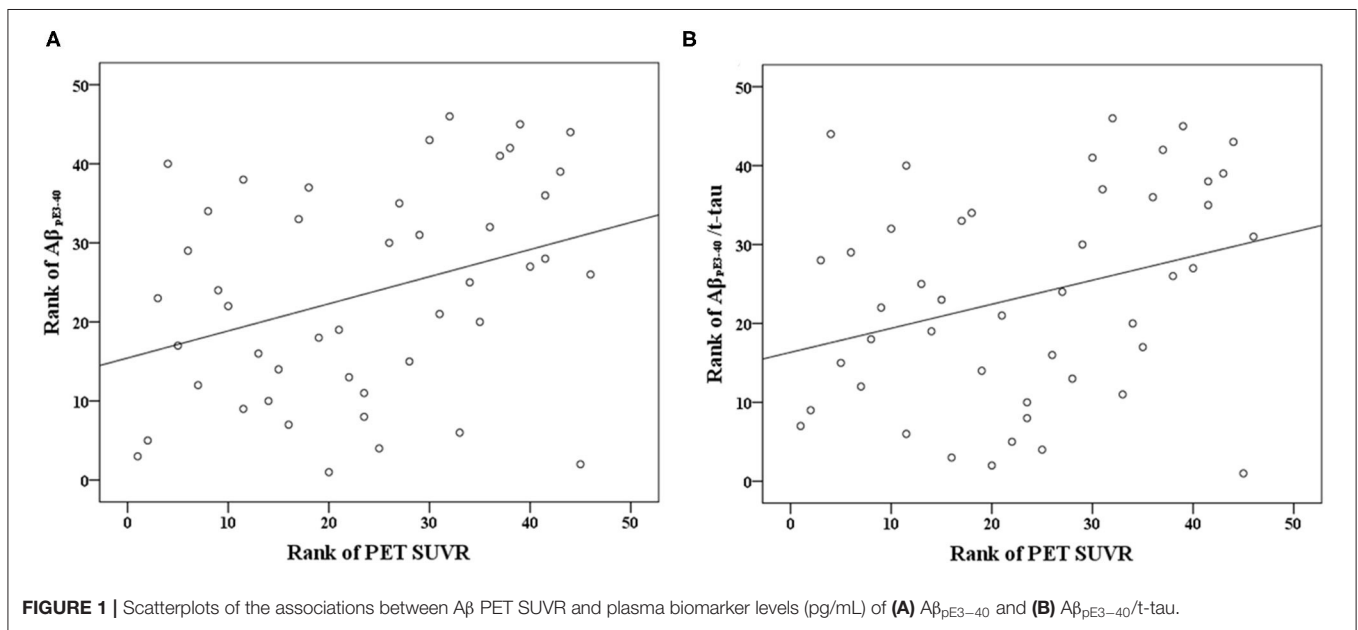 A
B
50
40
30
20
10
0
Rank of AβpE3-40
0 10 20 30 40 50
Rank of PET SUVR
50
40
30
20
10
0
Rank of AβpE3-40/t-tau
0 10 20 30 40 50
Rank of PET SUVR
FIGURE 1 | Scatterplots of the associations between Aβ PET SUVR and plasma biomarker levels (pg/mL) of (A) AβpE3−40 and (B) AβpE3−40/t-tau.